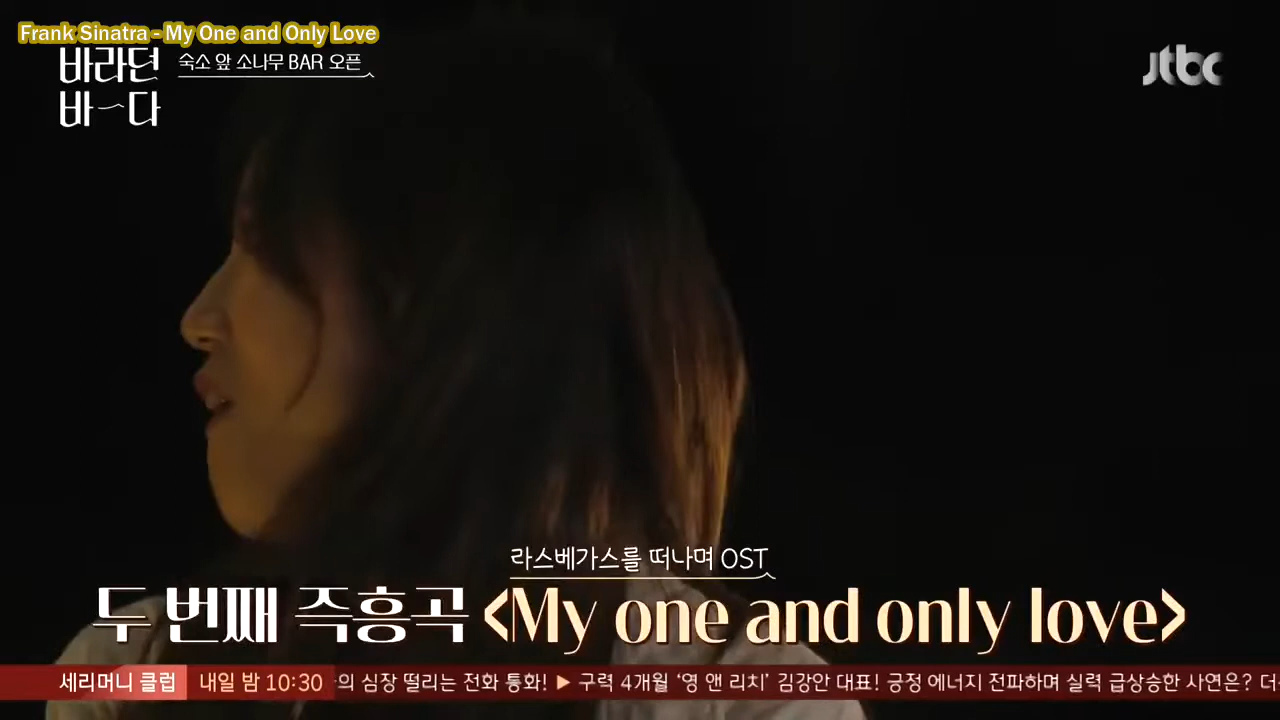 Frank Sinatra - My One and Only Love
바라던
바다
숙소 앞 소나무 BAR 오픈
jtbc
라스베가스를 떠나며 OST
두 번째 즉흥곡 <My one and only love>
세리머니 클럽 내일 밤 10:30 의 심장 떨리는 전화 통화! ▶ 구력 4개월 ‘영 앤 리치’ 김강안 대표! 긍정 에너지 전파하며 실력 급상승한 사연은?